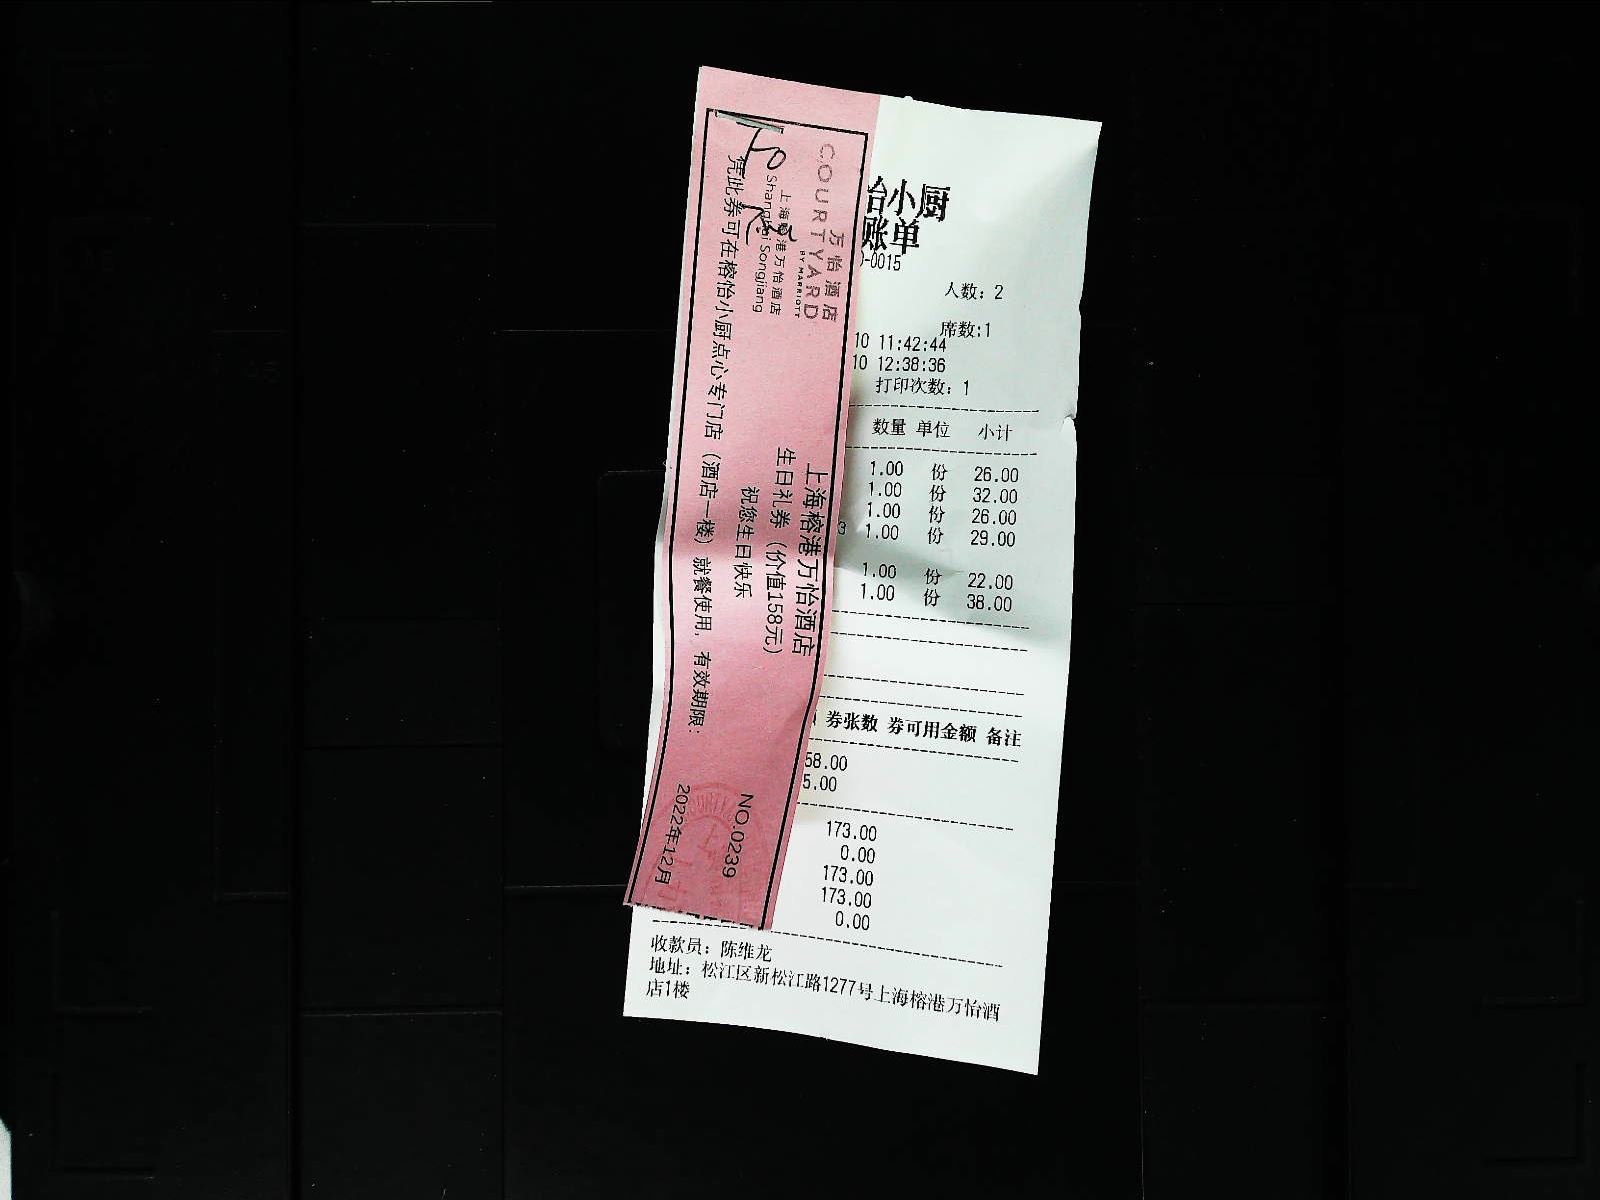 COURTYARD
BY MARRIOTT
万怡酒店
上海榕港万怡酒店
Shanghai Songjiang
上海榕港万怡酒店
生日礼券（价值158元）
祝您生日快乐
凭此券可在榕怡小厨点心专门店（酒店一楼）就餐使用，有效期限：
NO.0239
2022年12月
怡小厨
账单
-0015
人数：2
席数:1
10 11:42:44
10 12:38:36
打印次数：1
数量 单位 小计
1.00 份 26.00
1.00 份 32.00
1.00 份 26.00
3 1.00 份 29.00
1.00 份 22.00
1.00 份 38.00
券张数 券可用金额 备注
58.00
5.00
173.00
0.00
173.00
173.00
0.00
收款员：陈维龙
地址：松江区新松江路1277号上海榕港万怡酒
店1楼